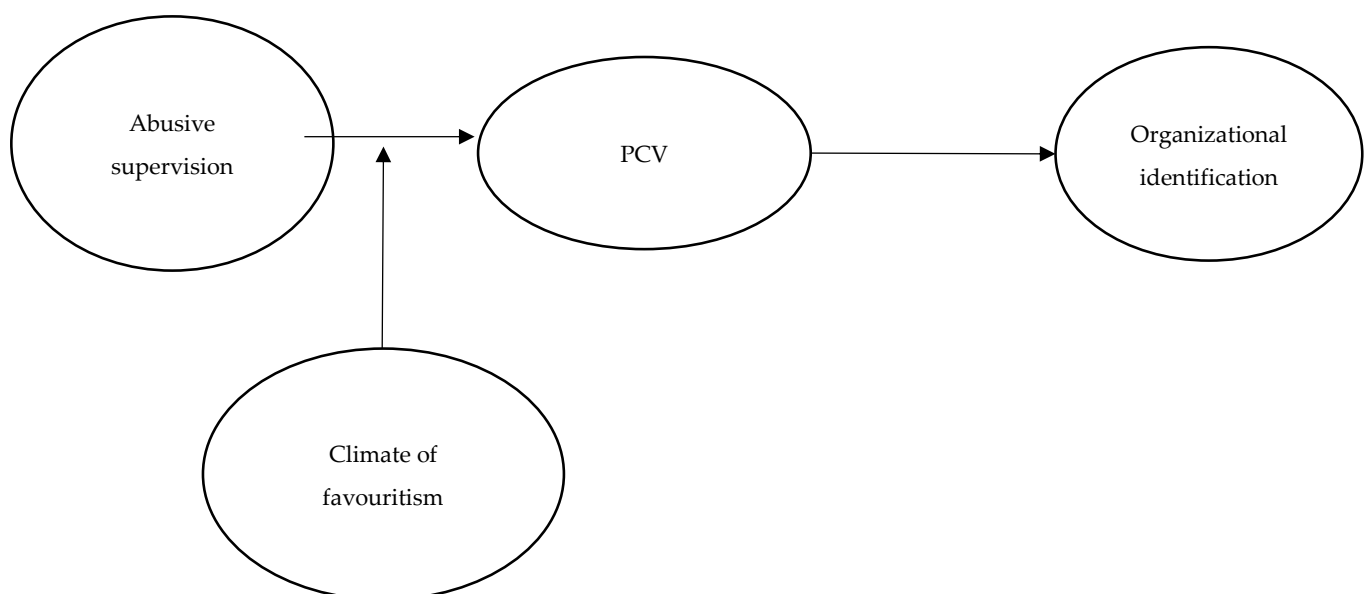 Abusive
supervision
PCV
Organizational
identification
Climate of
favouritism